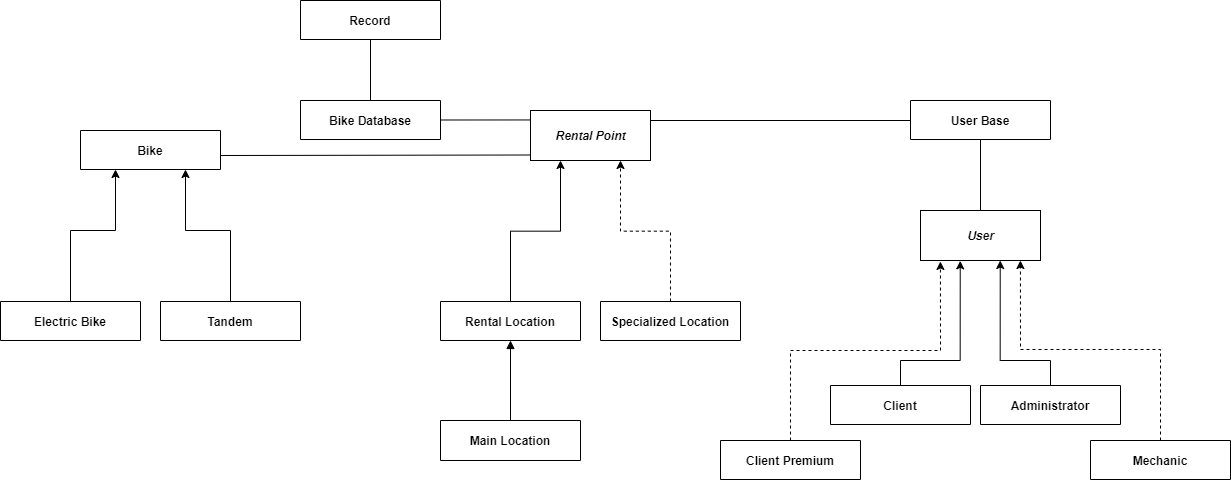 Record
Bike Database
Rental Point
User Base
Bike
User
Electric Bike
Tandem
Rental Location
Specialized Location
Client
Administrator
Main Location
Client Premium
Mechanic